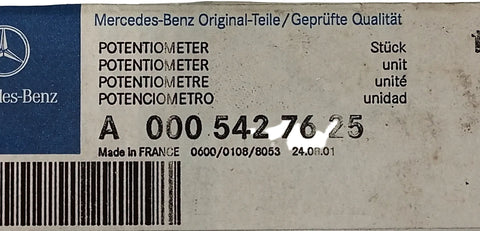 Mercedes-Benz Original-Teile/Geprüfte Qualität
POTENTIOMETER Stück
POTENTIOMETER unit
POTENTIOMETRE unité
POTENCIOMETRO unidad
des-Benz
A 000 542 76 25
Made in FRANCE 0600/0108/8053 24.08.01